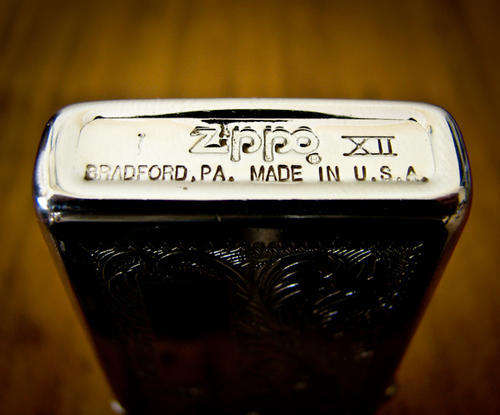 I zippo XII
BRADFORD,PA. MADE IN U.S.A.